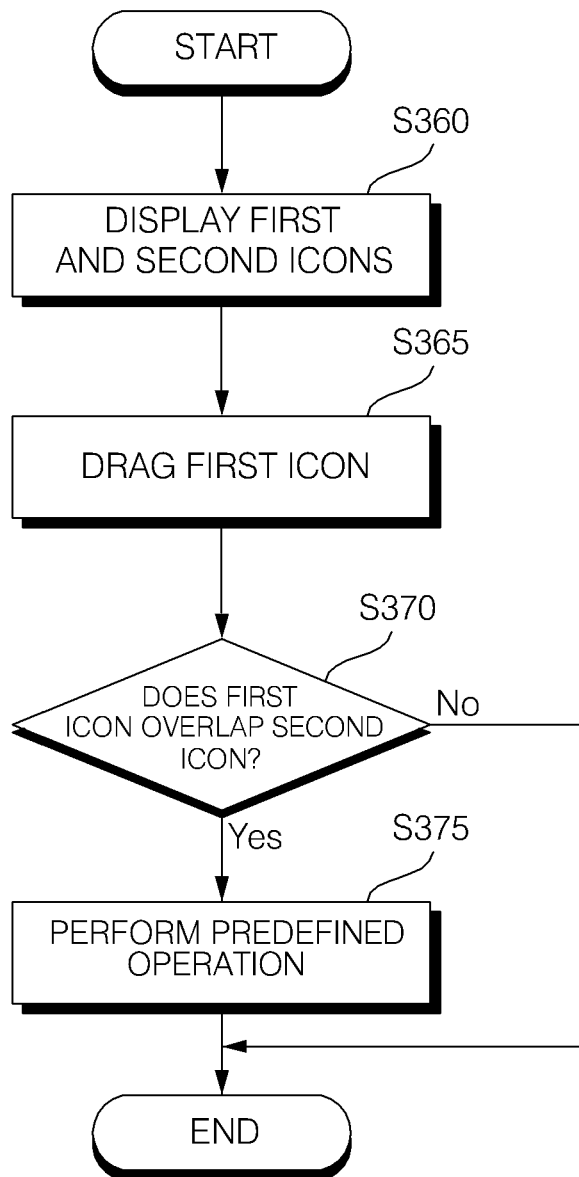 START
S360
DISPLAY FIRST
AND SECOND ICONS
S365
DRAG FIRST ICON
S370
DOES FIRST
ICON OVERLAP SECOND
ICON?
No
Yes
S375
PERFORM PREDEFINED
OPERATION
END